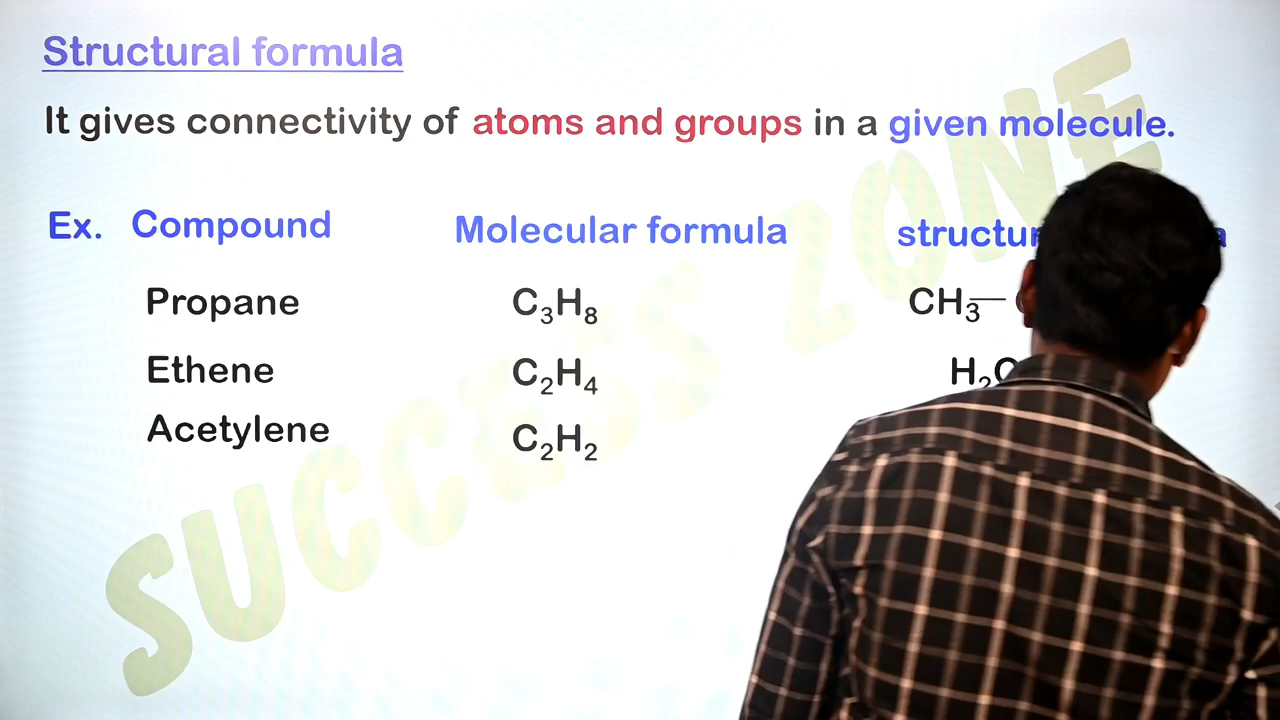 Structural formula
It gives connectivity of atoms and groups in a given molecule.
Ex. Compound Molecular formula
Propane C₃H₈ CH₃—
Ethene C₂H₄
Acetylene C₂H₂
SUCCESS ZONE